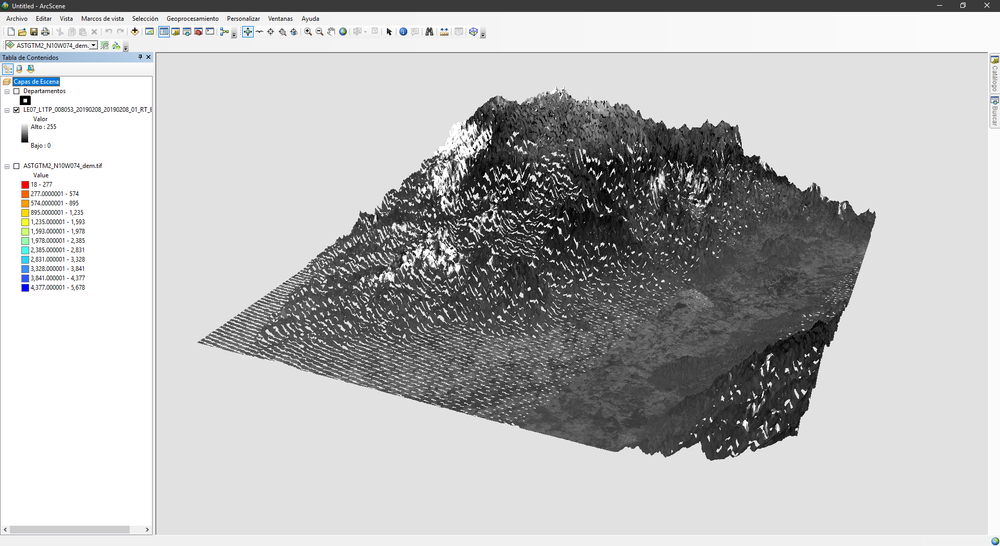 Untitled - ArcScene
Archivo Editar Vista Marcos de vista Selección Geoprocesamiento Personalizar Ventanas Ayuda
ASTGTM2_N10W074_dem.
Tabla de Contenidos
Capas de Escena
Departamentos
LE07_L1TP_008053_20190208_20190208_01_RT_
Valor
Alto : 255
Bajo : 0
ASTGTM2_N10W074_dem.tif
Value
18 - 277
277.0000001 - 574
574.0000001 - 895
895.0000001 - 1,235
1,235.000001 - 1,593
1,593.000001 - 1,978
1,978.000001 - 2,385
2,385.000001 - 2,831
2,831.000001 - 3,328
3,328.000001 - 3,841
3,841.000001 - 4,377
4,377.000001 - 5,678
Catálogo
Buscar